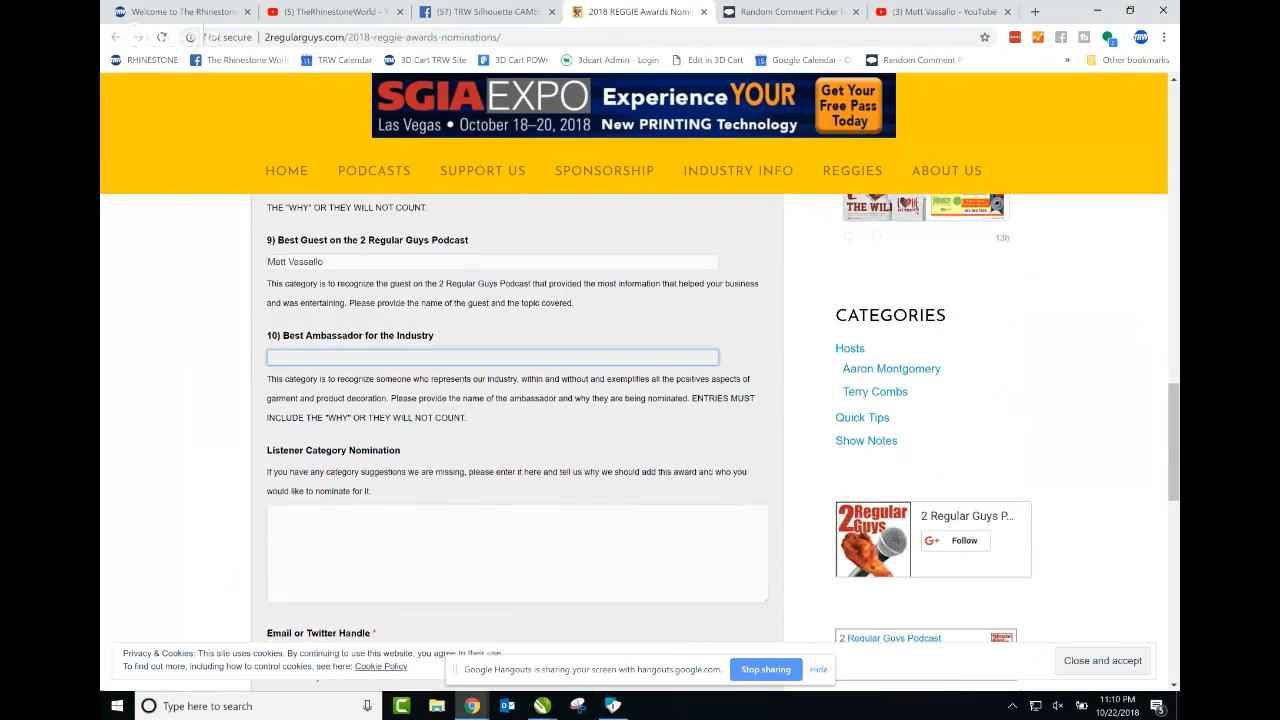 Welcome to The Rhinestone
(5) TheRhinestoneWorld - Y
(57) TRW Silhouette CAMEO
2018 REGGIE Awards Nomi
Random Comment Picker f
(3) Matt Vassallo - YouTube
Not secure 2regularguys.com/2018-reggie-awards-nominations/
RHINESTONE
The Rhinestone Wor
TRW Calendar
3D Cart TRW Site
3D Cart POWr
3dcart Admin - Login
Edit in 3D Cart
Google Calendar - O
Random Comment P
Other bookmarks
SGIA EXPO
Las Vegas • October 18–20, 2018
Experience YOUR
New PRINTING Technology
Get Your
Free Pass
Today
HOME PODCASTS SUPPORT US SPONSORSHIP INDUSTRY INFO REGGIES ABOUT US
THE "WHY" OR THEY WILL NOT COUNT.
9) Best Guest on the 2 Regular Guys Podcast
Matt Vassallo
This category is to recognize the guest on the 2 Regular Guys Podcast that provided the most information that helped your business
and was entertaining. Please provide the name of the guest and the topic covered.
10) Best Ambassador for the Industry
This category is to recognize someone who represents our industry, within and without and exemplifies all the positives aspects of
garment and product decoration. Please provide the name of the ambassador and why they are being nominated. ENTRIES MUST
INCLUDE THE "WHY" OR THEY WILL NOT COUNT.
Listener Category Nomination
If you have any category suggestions we are missing, please enter it here and tell us why we should add this award and who you
would like to nominate for it.
Email or Twitter Handle *
THE WILL
13h
CATEGORIES
Hosts
Aaron Montgomery
Terry Combs
Quick Tips
Show Notes
2 Regular
Guys
2 Regular Guys P...
G+ Follow
2 Regular Guys Podcast
Privacy & Cookies: This site uses cookies. By continuing to use this website, you agree to their use.
To find out more, including how to control cookies, see here: Cookie Policy
Close and accept
Google Hangouts is sharing your screen with hangouts.google.com.
Stop sharing
Hide
Type here to search
11:10 PM
10/22/2018
5